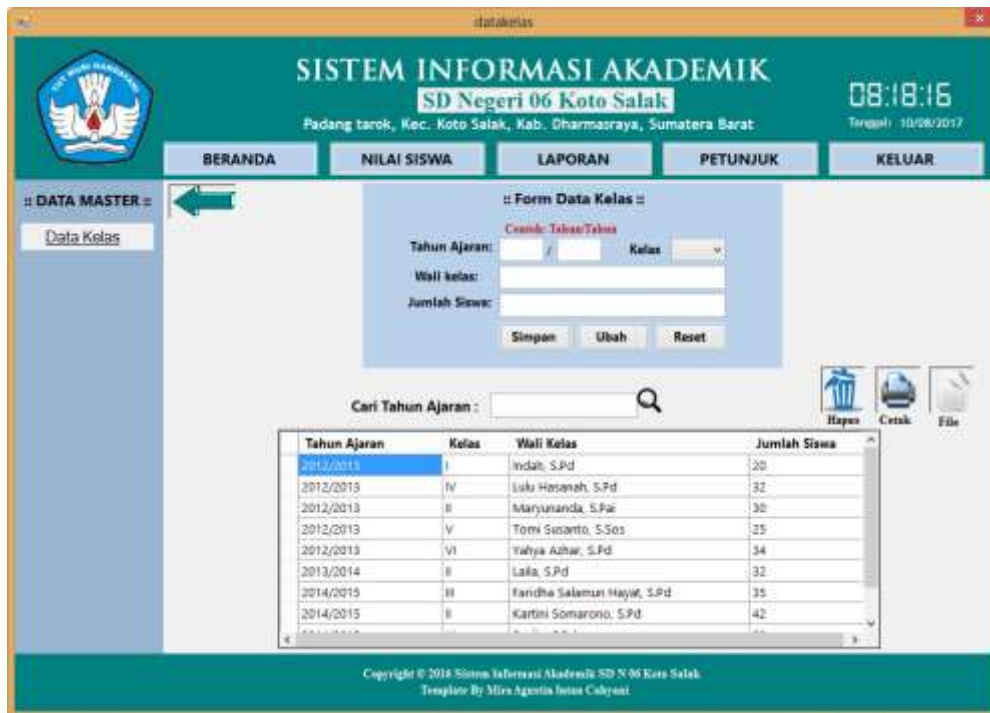 datakelas
TUT WURI HANDAYANI
SISTEM INFORMASI AKADEMIK
SD Negeri 06 Koto Salak
Padang tarok, Kec. Koto Salak, Kab. Dharmasraya, Sumatera Barat
08:18:16
Tanggal: 10/08/2017
BERANDA NILAI SISWA LAPORAN PETUNJUK KELUAR
:: DATA MASTER ::
Data Kelas
:: Form Data Kelas ::
Contoh: Tahun/Tahun
Tahun Ajaran: / Kelas
Wali kelas:
Jumlah Siswa:
Simpan Ubah Reset
Cari Tahun Ajaran :
Hapus Cetak File
Tahun Ajaran Kelas Wali Kelas Jumlah Siswa
2012/2013 I Indah, S.Pd 20
2012/2013 IV Lulu Hasanah, S.Pd 32
2012/2013 II Maryunanda, S.Pai 30
2012/2013 V Tomi Susanto, S.Sos 25
2012/2013 VI Yahya Azhar, S.Pd 34
2013/2014 II Laila, S.Pd 32
2014/2015 III Faridha Salamun Hayat, S.Pd 35
2014/2015 II Kartini Somarono, S.Pd 42
Copyright © 2016 Sistem Informasi Akademik SD N 06 Koto Salak
Template By Mira Agustin Intan Cahyani